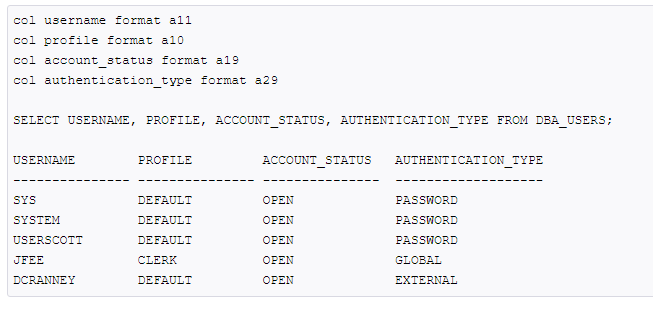 col username format a11
col profile format a10
col account_status format a19
col authentication_type format a29

SELECT USERNAME, PROFILE, ACCOUNT_STATUS, AUTHENTICATION_TYPE FROM DBA_USERS;

USERNAME        PROFILE         ACCOUNT_STATUS   AUTHENTICATION_TYPE
--------------- --------------- ---------------  -------------------
SYS             DEFAULT         OPEN             PASSWORD
SYSTEM          DEFAULT         OPEN             PASSWORD
USERSCOTT       DEFAULT         OPEN             PASSWORD
JFEE            CLERK           OPEN             GLOBAL
DCRANNEY        DEFAULT         OPEN             EXTERNAL